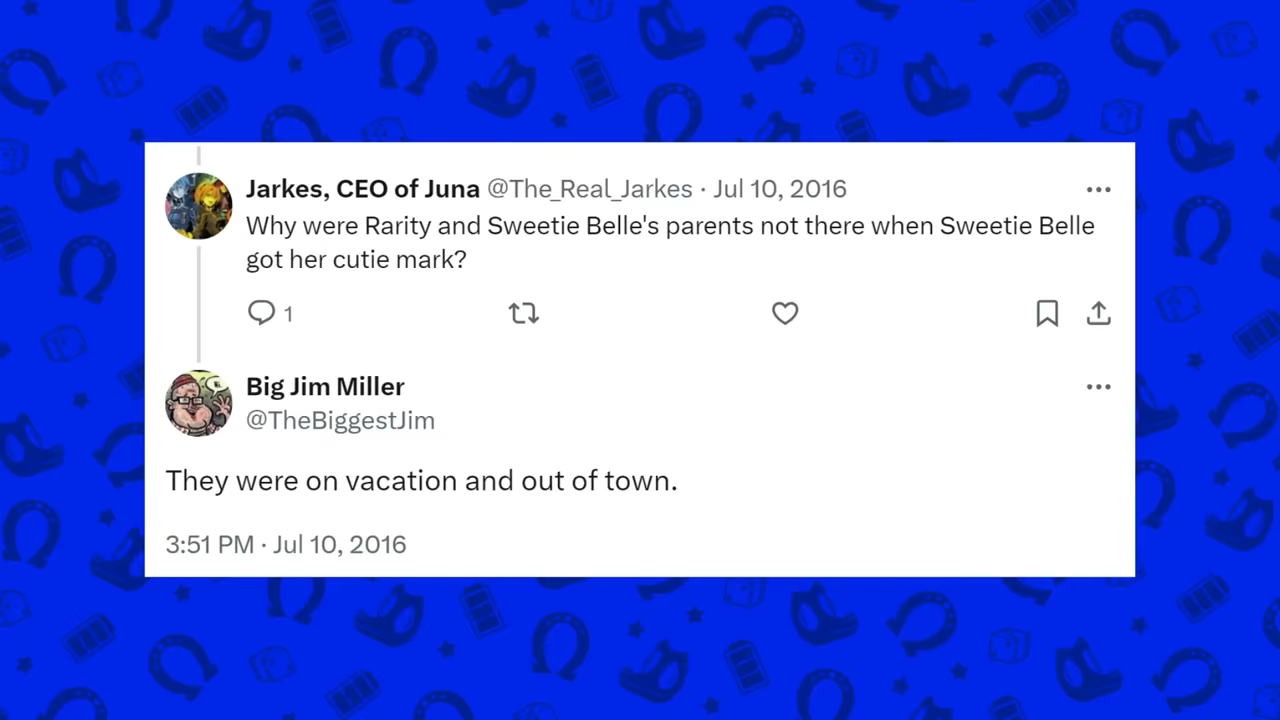 Jarkes, CEO of Juna @The_Real_Jarkes · Jul 10, 2016
Why were Rarity and Sweetie Belle's parents not there when Sweetie Belle
got her cutie mark?
1
Big Jim Miller
@TheBiggestJim
They were on vacation and out of town.
3:51 PM · Jul 10, 2016